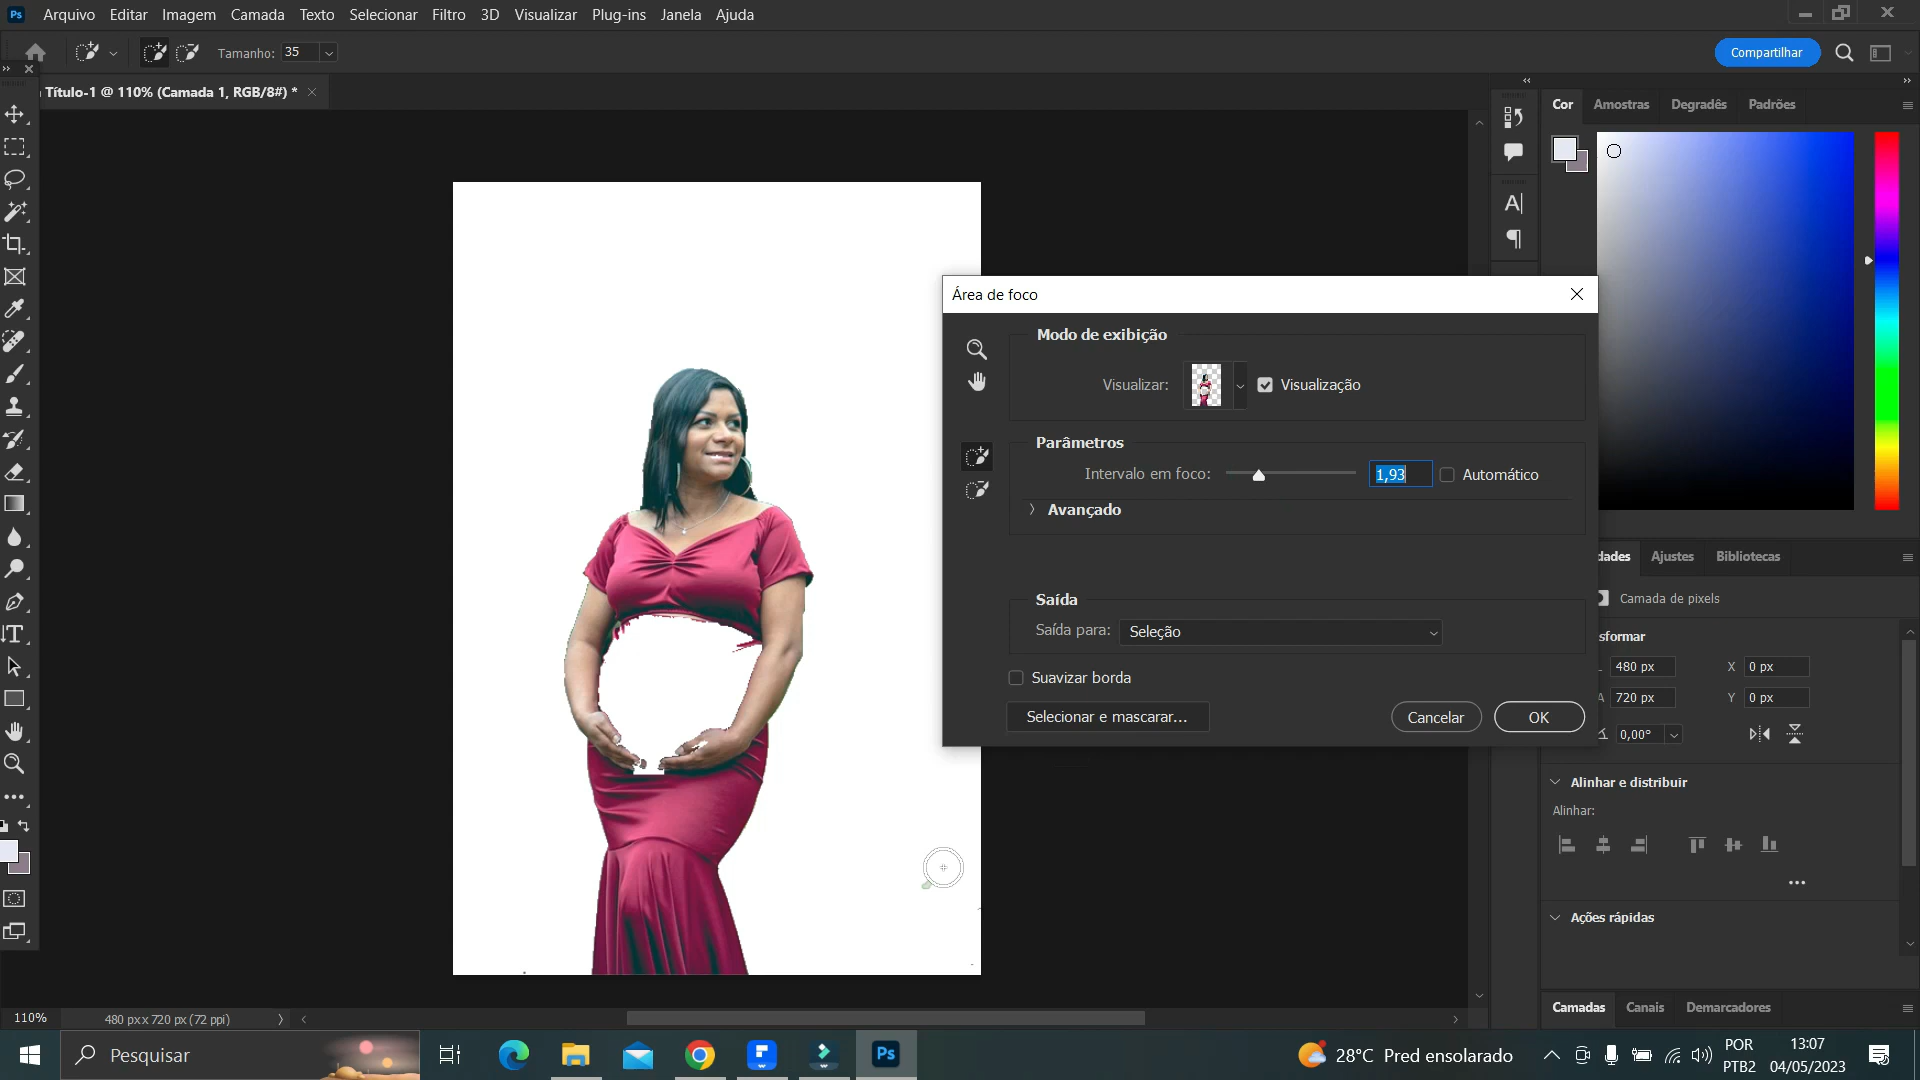 Ps Arquivo Editar Imagem Camada Texto Selecionar Filtro 3D Visualizar Plug-ins Janela Ajuda
Tamanho: 35
Compartilhar
Título-1 @ 110% (Camada 1, RGB/8#) *
Cor Amostras Degradês Padrões
Área de foco
Modo de exibição
Visualizar:
Visualização
Parâmetros
Intervalo em foco:
1,93
Automático
Avançado
Saída
Saída para: Seleção
Suavizar borda
Selecionar e mascarar...
Cancelar
OK
dades Ajustes Bibliotecas
Camada de pixels
sformar
480 px X 0 px
A 720 px Y 0 px
0,00°
Alinhar e distribuir
Alinhar:
Ações rápidas
Camadas Canais Demarcadores
110% 480 px x 720 px (72 ppi)
Pesquisar
Ps
28°C Pred ensolarado
POR
PTB2
13:07
04/05/2023